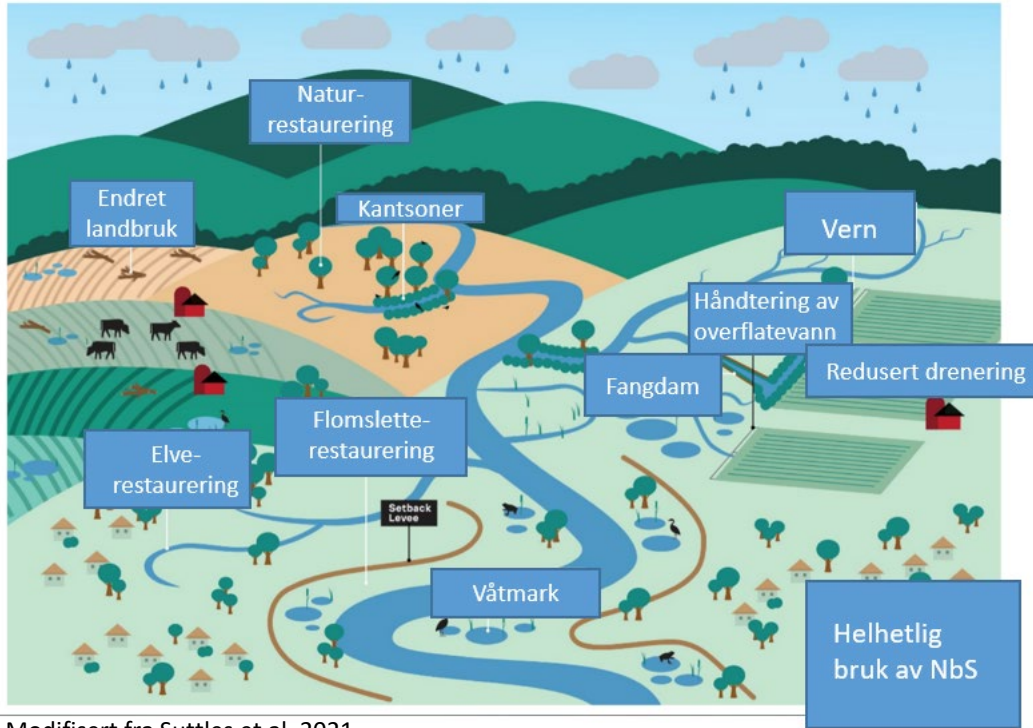 Natur-
restaurering
Endret
landbruk
Kantsoner
Vern
Håndtering av
overflatevann
Fangdam
Redusert drenering
Flomslette-
restaurering
Elve-
restaurering
Setback
Levee
Våtmark
Helhetlig
bruk av NbS
Modifisert fra Suttles et al. 2021